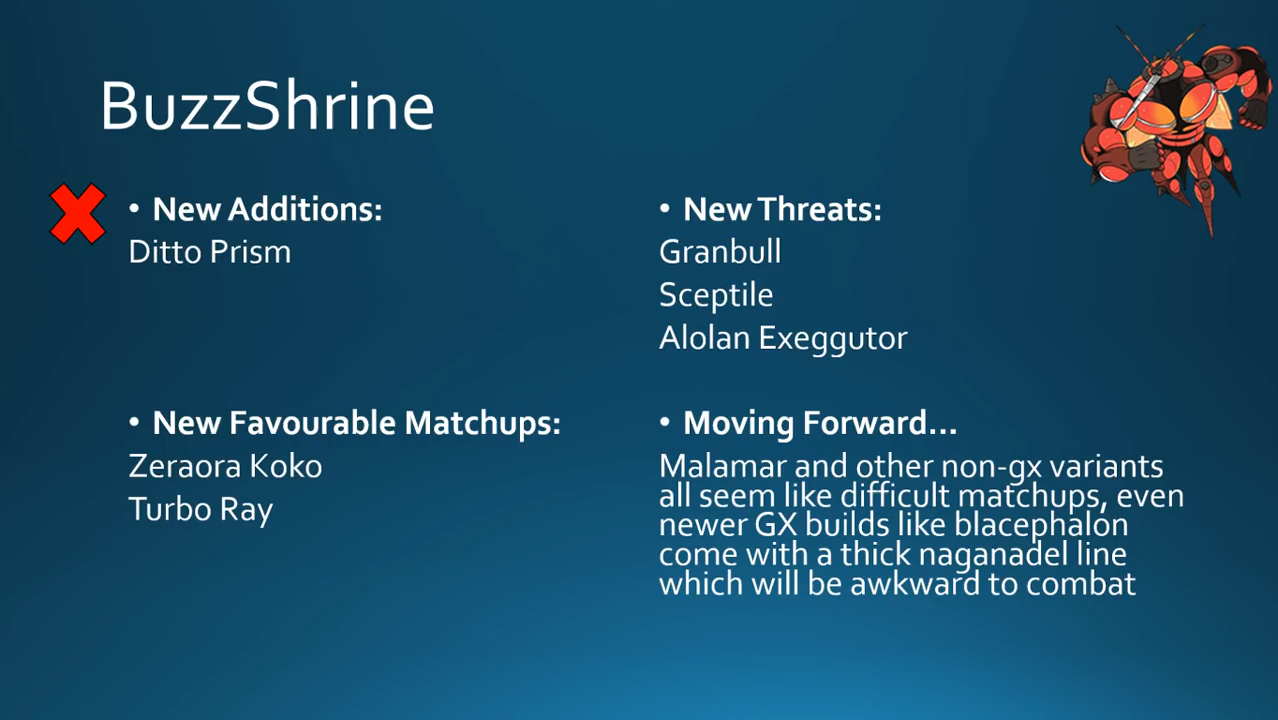 BuzzShrine
• New Additions:
Ditto Prism
• New Favourable Matchups:
Zeraora Koko
Turbo Ray
• New Threats:
Granbull
Sceptile
Alolan Exeggutor
• Moving Forward...
Malamar and other non-gx variants
all seem like difficult matchups, even
newer GX builds like blacephalon
come with a thick naganadel line
which will be awkward to combat